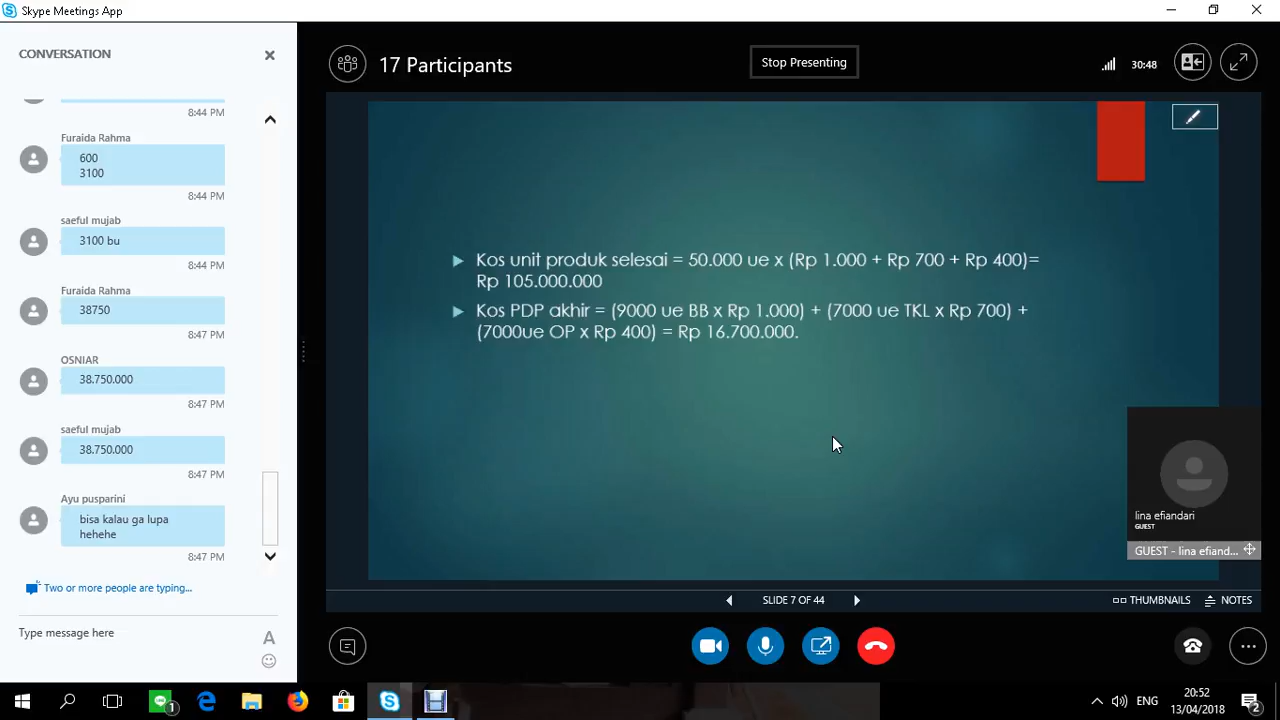 Skype Meetings App
CONVERSATION
8:44 PM
Furaida Rahma
600
3100
8:44 PM
saeful mujab
3100 bu
8:44 PM
Furaida Rahma
38750
8:47 PM
OSNIAR
38.750.000
8:47 PM
saeful mujab
38.750.000
8:47 PM
Ayu pusparini
bisa kalau ga lupa
hehehe
8:47 PM
Two or more people are typing...
Type message here
A
17 Participants
Stop Presenting
30:48
Kos unit produk selesai = 50.000 ue x (Rp 1.000 + Rp 700 + Rp 400)=
Rp 105.000.000
Kos PDP akhir = (9000 ue BB x Rp 1.000) + (7000 ue TKL x Rp 700) +
(7000ue OP x Rp 400) = Rp 16.700.000.
lina efiandari
GUEST
GUEST - lina efiand...
SLIDE 7 OF 44
THUMBNAILS
NOTES
1
ENG
20:52
13/04/2018
2